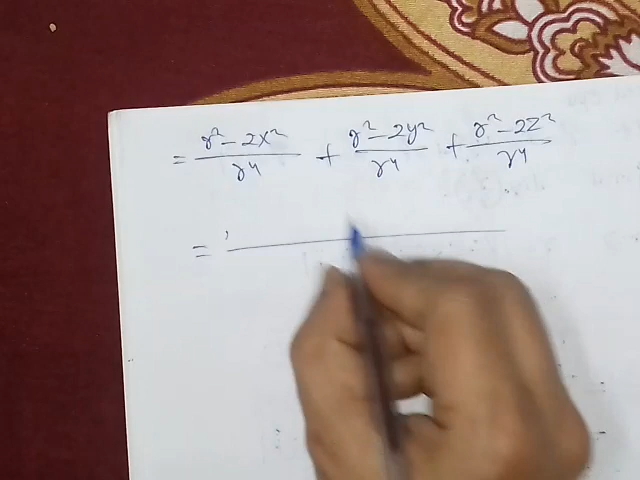 = r² - 2x² / r⁴ + r² - 2y² / r⁴ + r² - 2z² / r⁴
=